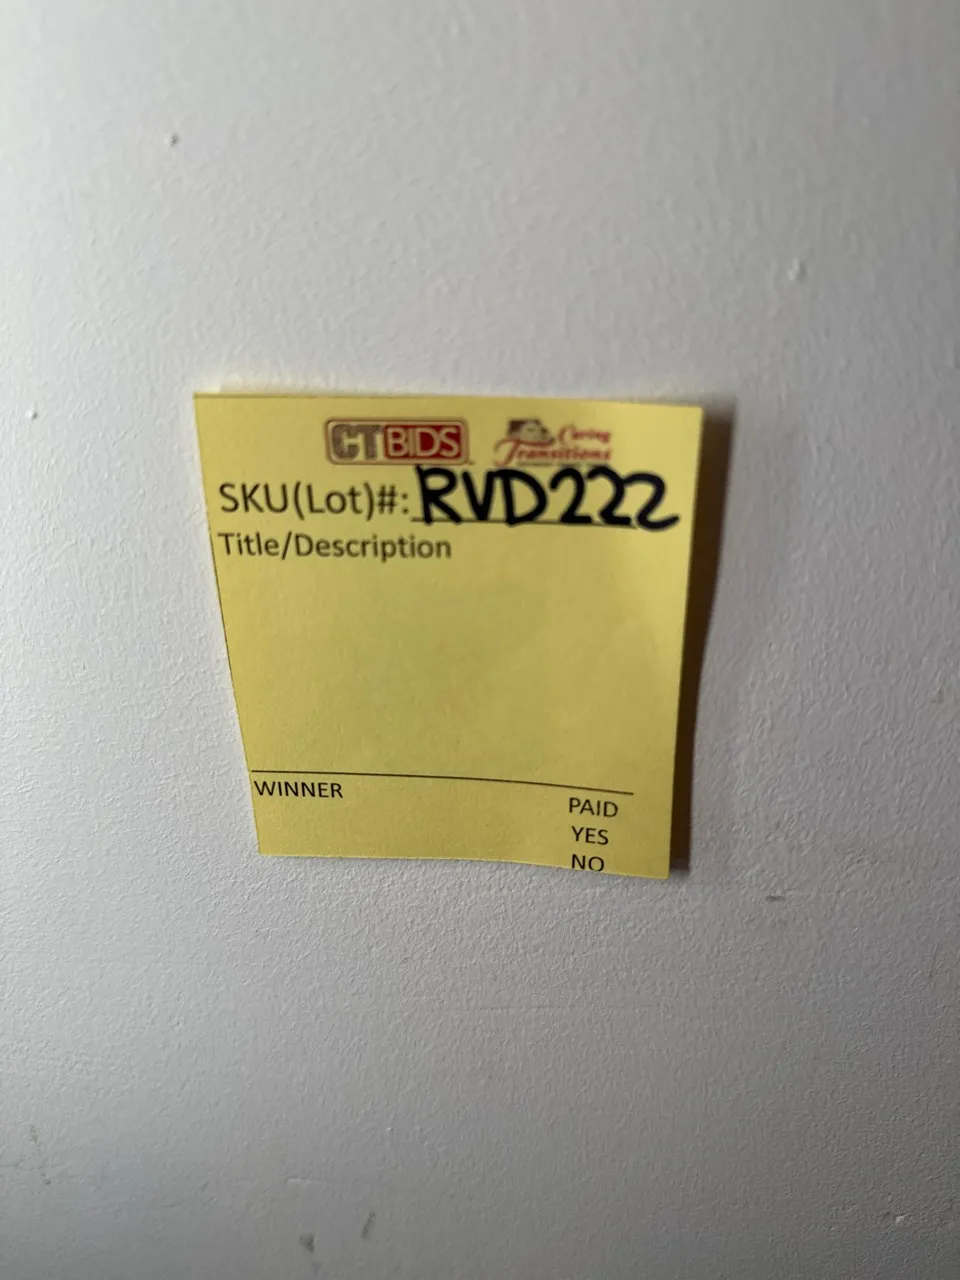 CTBIDS Caring Transitions
SKU(Lot)#: RVD222
Title/Description
WINNER
PAID
YES
NO